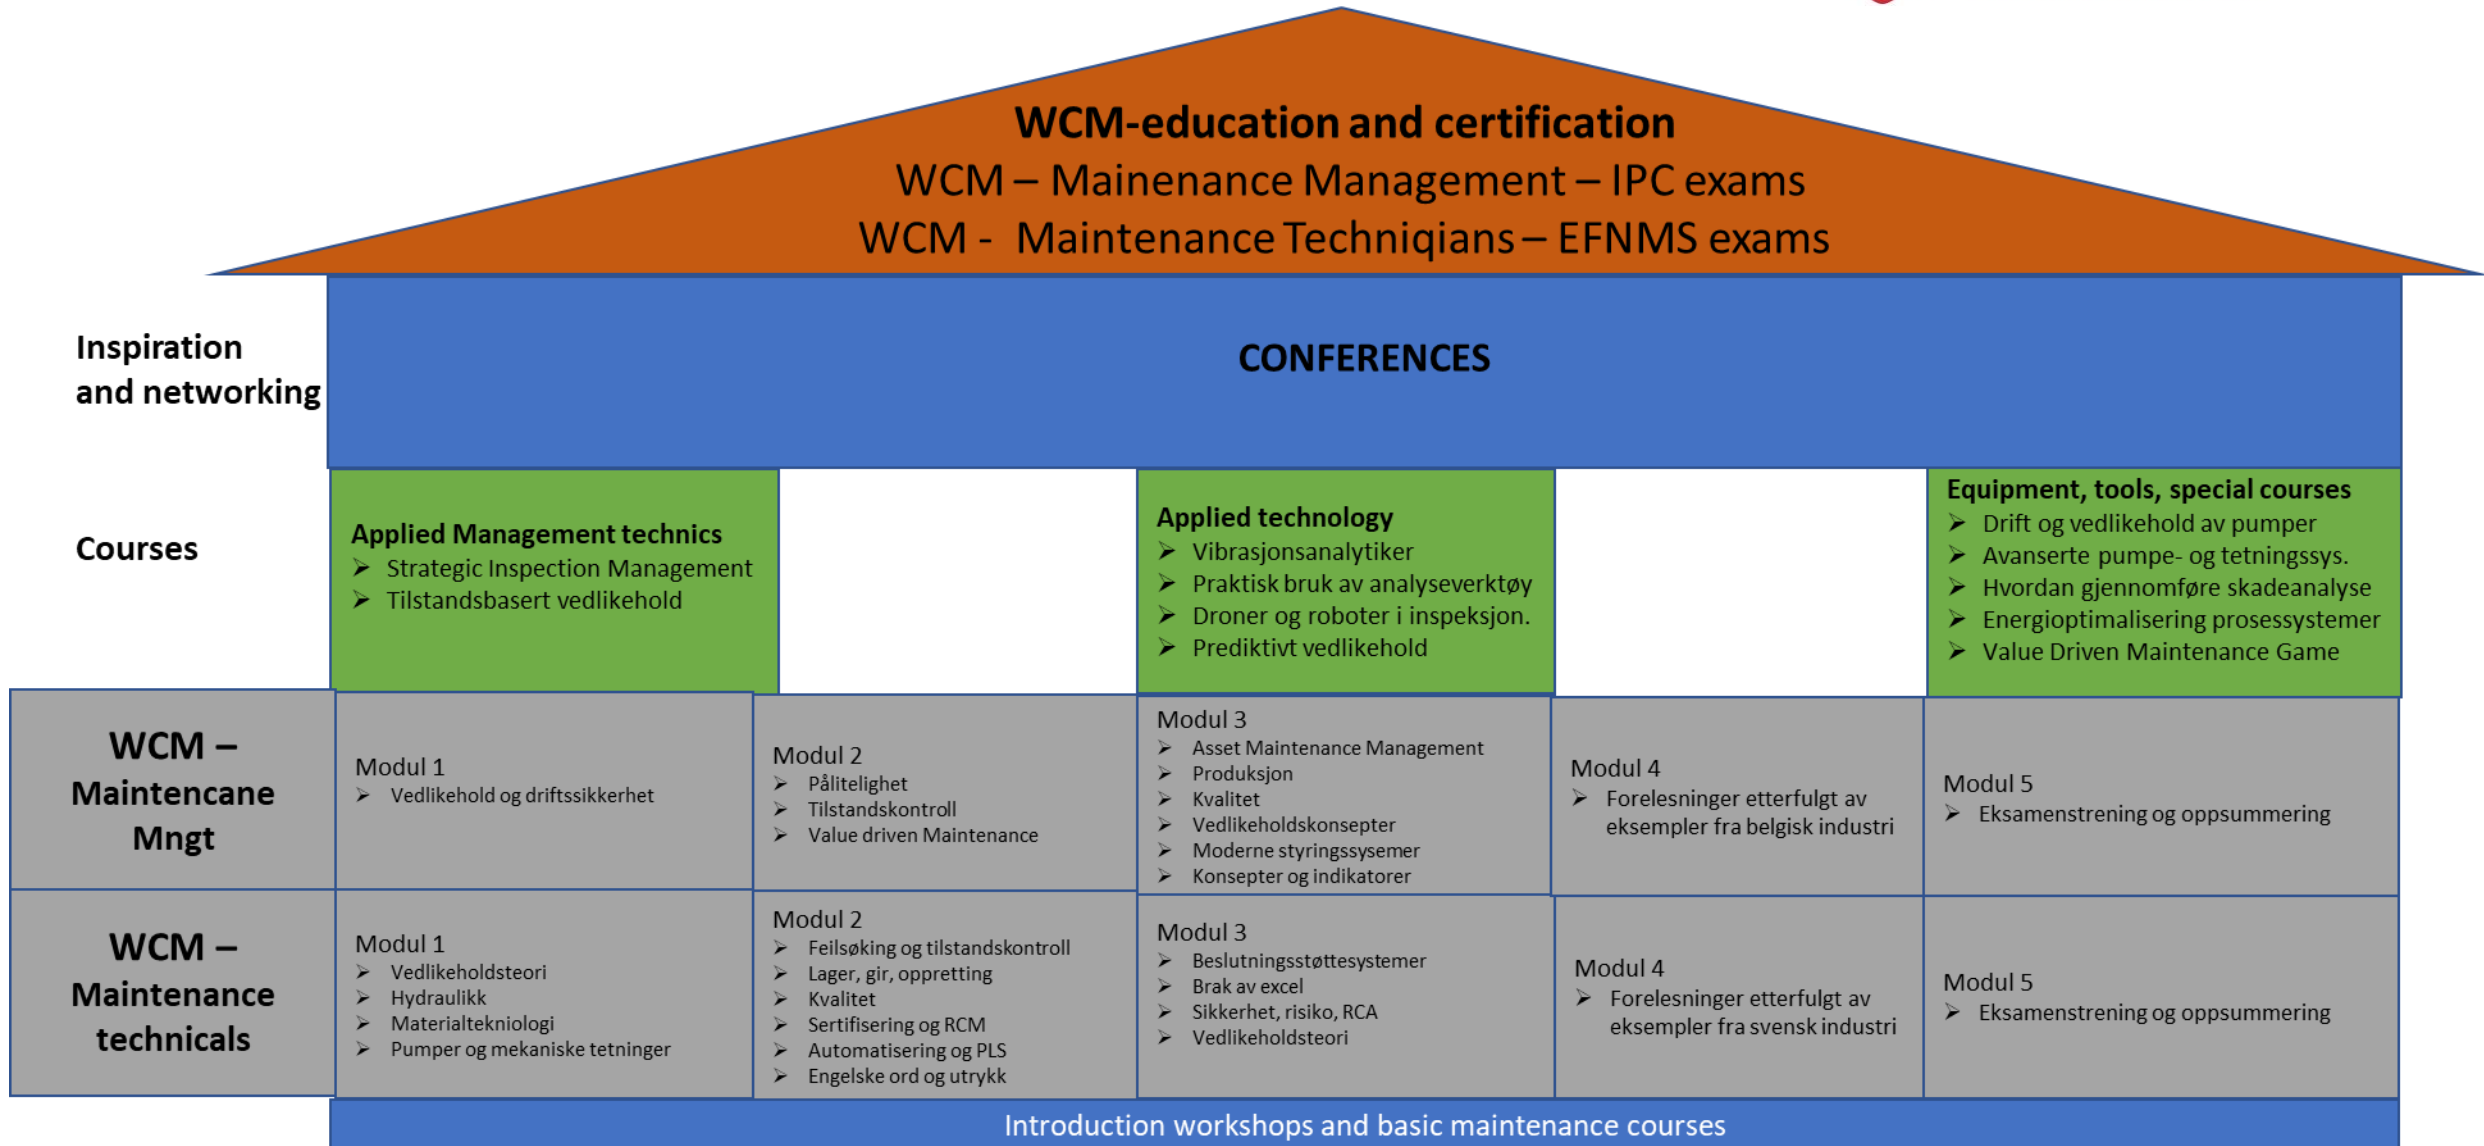 WCM-education and certification
WCM – Mainenance Management – IPC exams
WCM -  Maintenance Techniqians – EFNMS exams
Inspiration
and networking
CONFERENCES
Courses
Applied Management technics
➢ Strategic Inspection Management
➢ Tilstandsbasert vedlikehold
Applied technology
➢ Vibrasjonsanalytiker
➢ Praktisk bruk av analyseverktøy
➢ Droner og roboter i inspeksjon.
➢ Prediktivt vedlikehold
Equipment, tools, special courses
➢ Drift og vedlikehold av pumper
➢ Avanserte pumpe- og tetningssys.
➢ Hvordan gjennomføre skadeanalyse
➢ Energioptimalisering prosessystemer
➢ Value Driven Maintenance Game
WCM –
Maintencane
Mngt
Modul 1
➢ Vedlikehold og driftssikkerhet
Modul 2
➢ Pålitelighet
➢ Tilstandskontroll
➢ Value driven Maintenance
Modul 3
➢ Asset Maintenance Management
➢ Produksjon
➢ Kvalitet
➢ Vedlikeholdskonsepter
➢ Moderne styringssysemer
➢ Konsepter og indikatorer
Modul 4
➢ Forelesninger etterfulgt av
eksempler fra belgisk industri
Modul 5
➢ Eksamenstrening og oppsummering
WCM –
Maintenance
technicals
Modul 1
➢ Vedlikeholdsteori
➢ Hydraulikk
➢ Materialtekniologi
➢ Pumper og mekaniske tetninger
Modul 2
➢ Feilsøking og tilstandskontroll
➢ Lager, gir, oppretting
➢ Kvalitet
➢ Sertifisering og RCM
➢ Automatisering og PLS
➢ Engelske ord og utrykk
Modul 3
➢ Beslutningsstøttesystemer
➢ Brak av excel
➢ Sikkerhet, risiko, RCA
➢ Vedlikeholdsteori
Modul 4
➢ Forelesninger etterfulgt av
eksempler fra svensk industri
Modul 5
➢ Eksamenstrening og oppsummering
Introduction workshops and basic maintenance courses